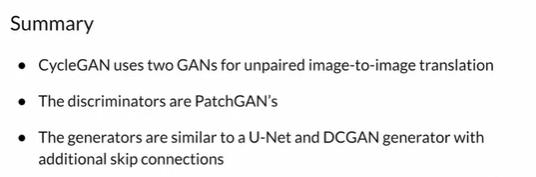 Summary
● CycleGAN uses two GANs for unpaired image-to-image translation
● The discriminators are PatchGAN's
● The generators are similar to a U-Net and DCGAN generator with
additional skip connections